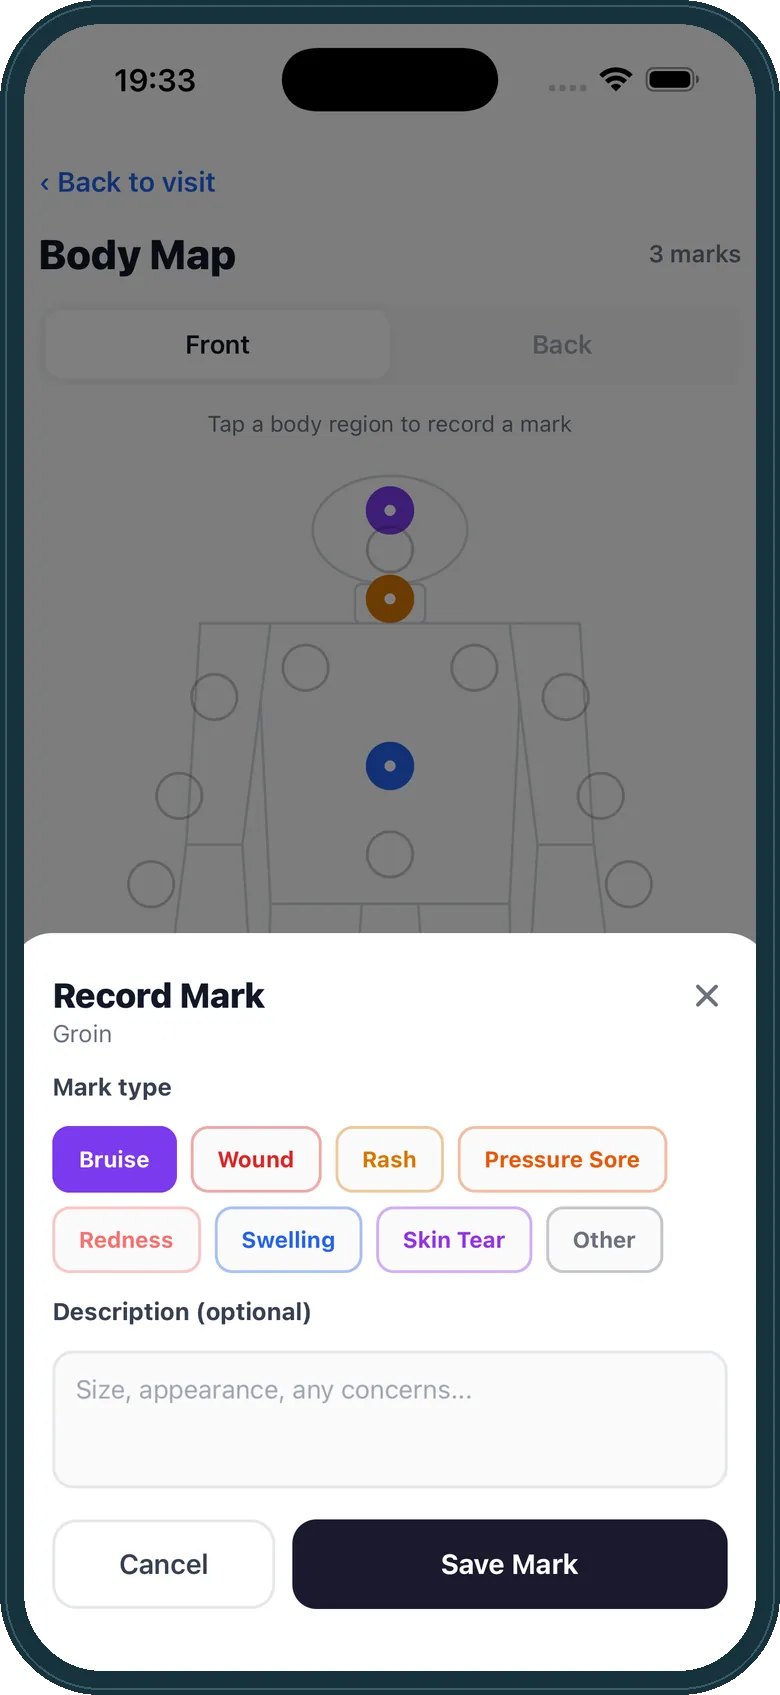 19:33
‹ Back to visit
Body Map
3 marks
Front
Back
Tap a body region to record a mark
Record Mark
Groin
Mark type
Bruise
Wound
Rash
Pressure Sore
Redness
Swelling
Skin Tear
Other
Description (optional)
Size, appearance, any concerns...
Cancel
Save Mark